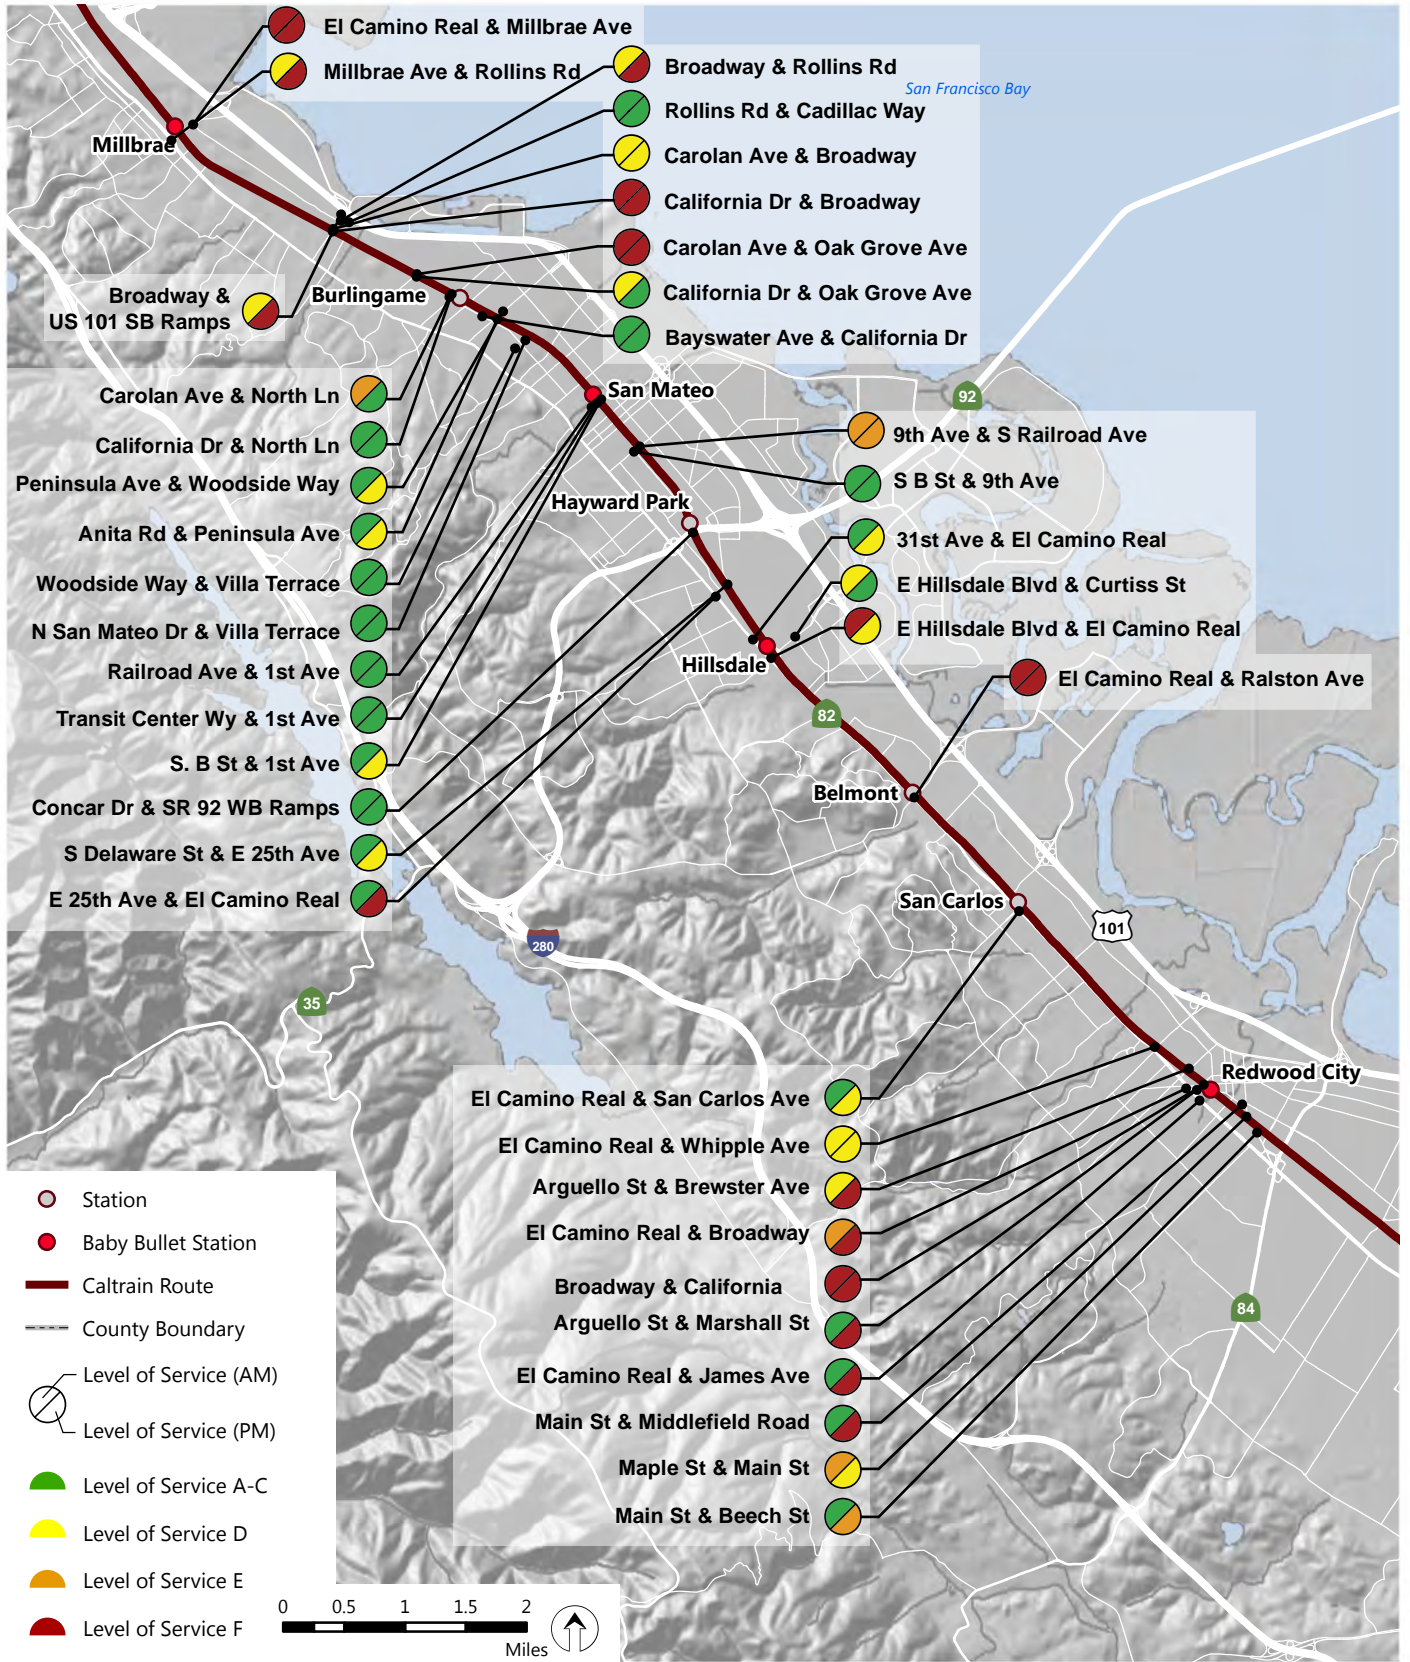 El Camino Real & Millbrae Ave
Millbrae Ave & Rollins Rd
Broadway & Rollins Rd
San Francisco Bay
Rollins Rd & Cadillac Way
Carolan Ave & Broadway
California Dr & Broadway
Carolan Ave & Oak Grove Ave
California Dr & Oak Grove Ave
Bayswater Ave & California Dr
Millbrae
Broadway &
US 101 SB Ramps
Burlingame
San Mateo
92
Carolan Ave & North Ln
California Dr & North Ln
Peninsula Ave & Woodside Way
Anita Rd & Peninsula Ave
Woodside Way & Villa Terrace
N San Mateo Dr & Villa Terrace
Railroad Ave & 1st Ave
Transit Center Wy & 1st Ave
S. B St & 1st Ave
Concar Dr & SR 92 WB Ramps
S Delaware St & E 25th Ave
E 25th Ave & El Camino Real
9th Ave & S Railroad Ave
S B St & 9th Ave
Hayward Park
31st Ave & El Camino Real
E Hillsdale Blvd & Curtiss St
E Hillsdale Blvd & El Camino Real
Hillsdale
El Camino Real & Ralston Ave
82
Belmont
San Carlos
101
280
35
Redwood City
El Camino Real & San Carlos Ave
El Camino Real & Whipple Ave
Arguello St & Brewster Ave
El Camino Real & Broadway
Broadway & California
Arguello St & Marshall St
El Camino Real & James Ave
Main St & Middlefield Road
Maple St & Main St
Main St & Beech St
84
Station
Baby Bullet Station
Caltrain Route
County Boundary
Level of Service (AM)
Level of Service (PM)
Level of Service A-C
Level of Service D
Level of Service E
Level of Service F
0 0.5 1 1.5 2
Miles